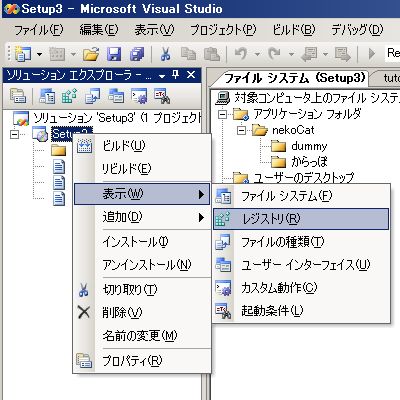 Setup3 - Microsoft Visual Studio
ファイル(F) 編集(E) 表示(V) プロジェクト(P) ビルド(B) デバッグ(D)
Re
ソリューション エクスプローラ - ...
ファイル システム (Setup3)
tuto
ソリューション 'Setup3' (1 プロジェクト
Setup3
対象コンピュータ上のファイル システ
アプリケーション フォルダ
nekoCat
dummy
からっぽ
ユーザーのデスクトップ
ビルド(U)
リビルド(E)
表示(W)
追加(D)
インストール(I)
アンインストール(N)
切り取り(T)
削除(V)
名前の変更(M)
プロパティ(R)
ファイル システム(F)
レジストリ(R)
ファイルの種類(T)
ユーザー インターフェイス(U)
カスタム動作(C)
起動条件(L)